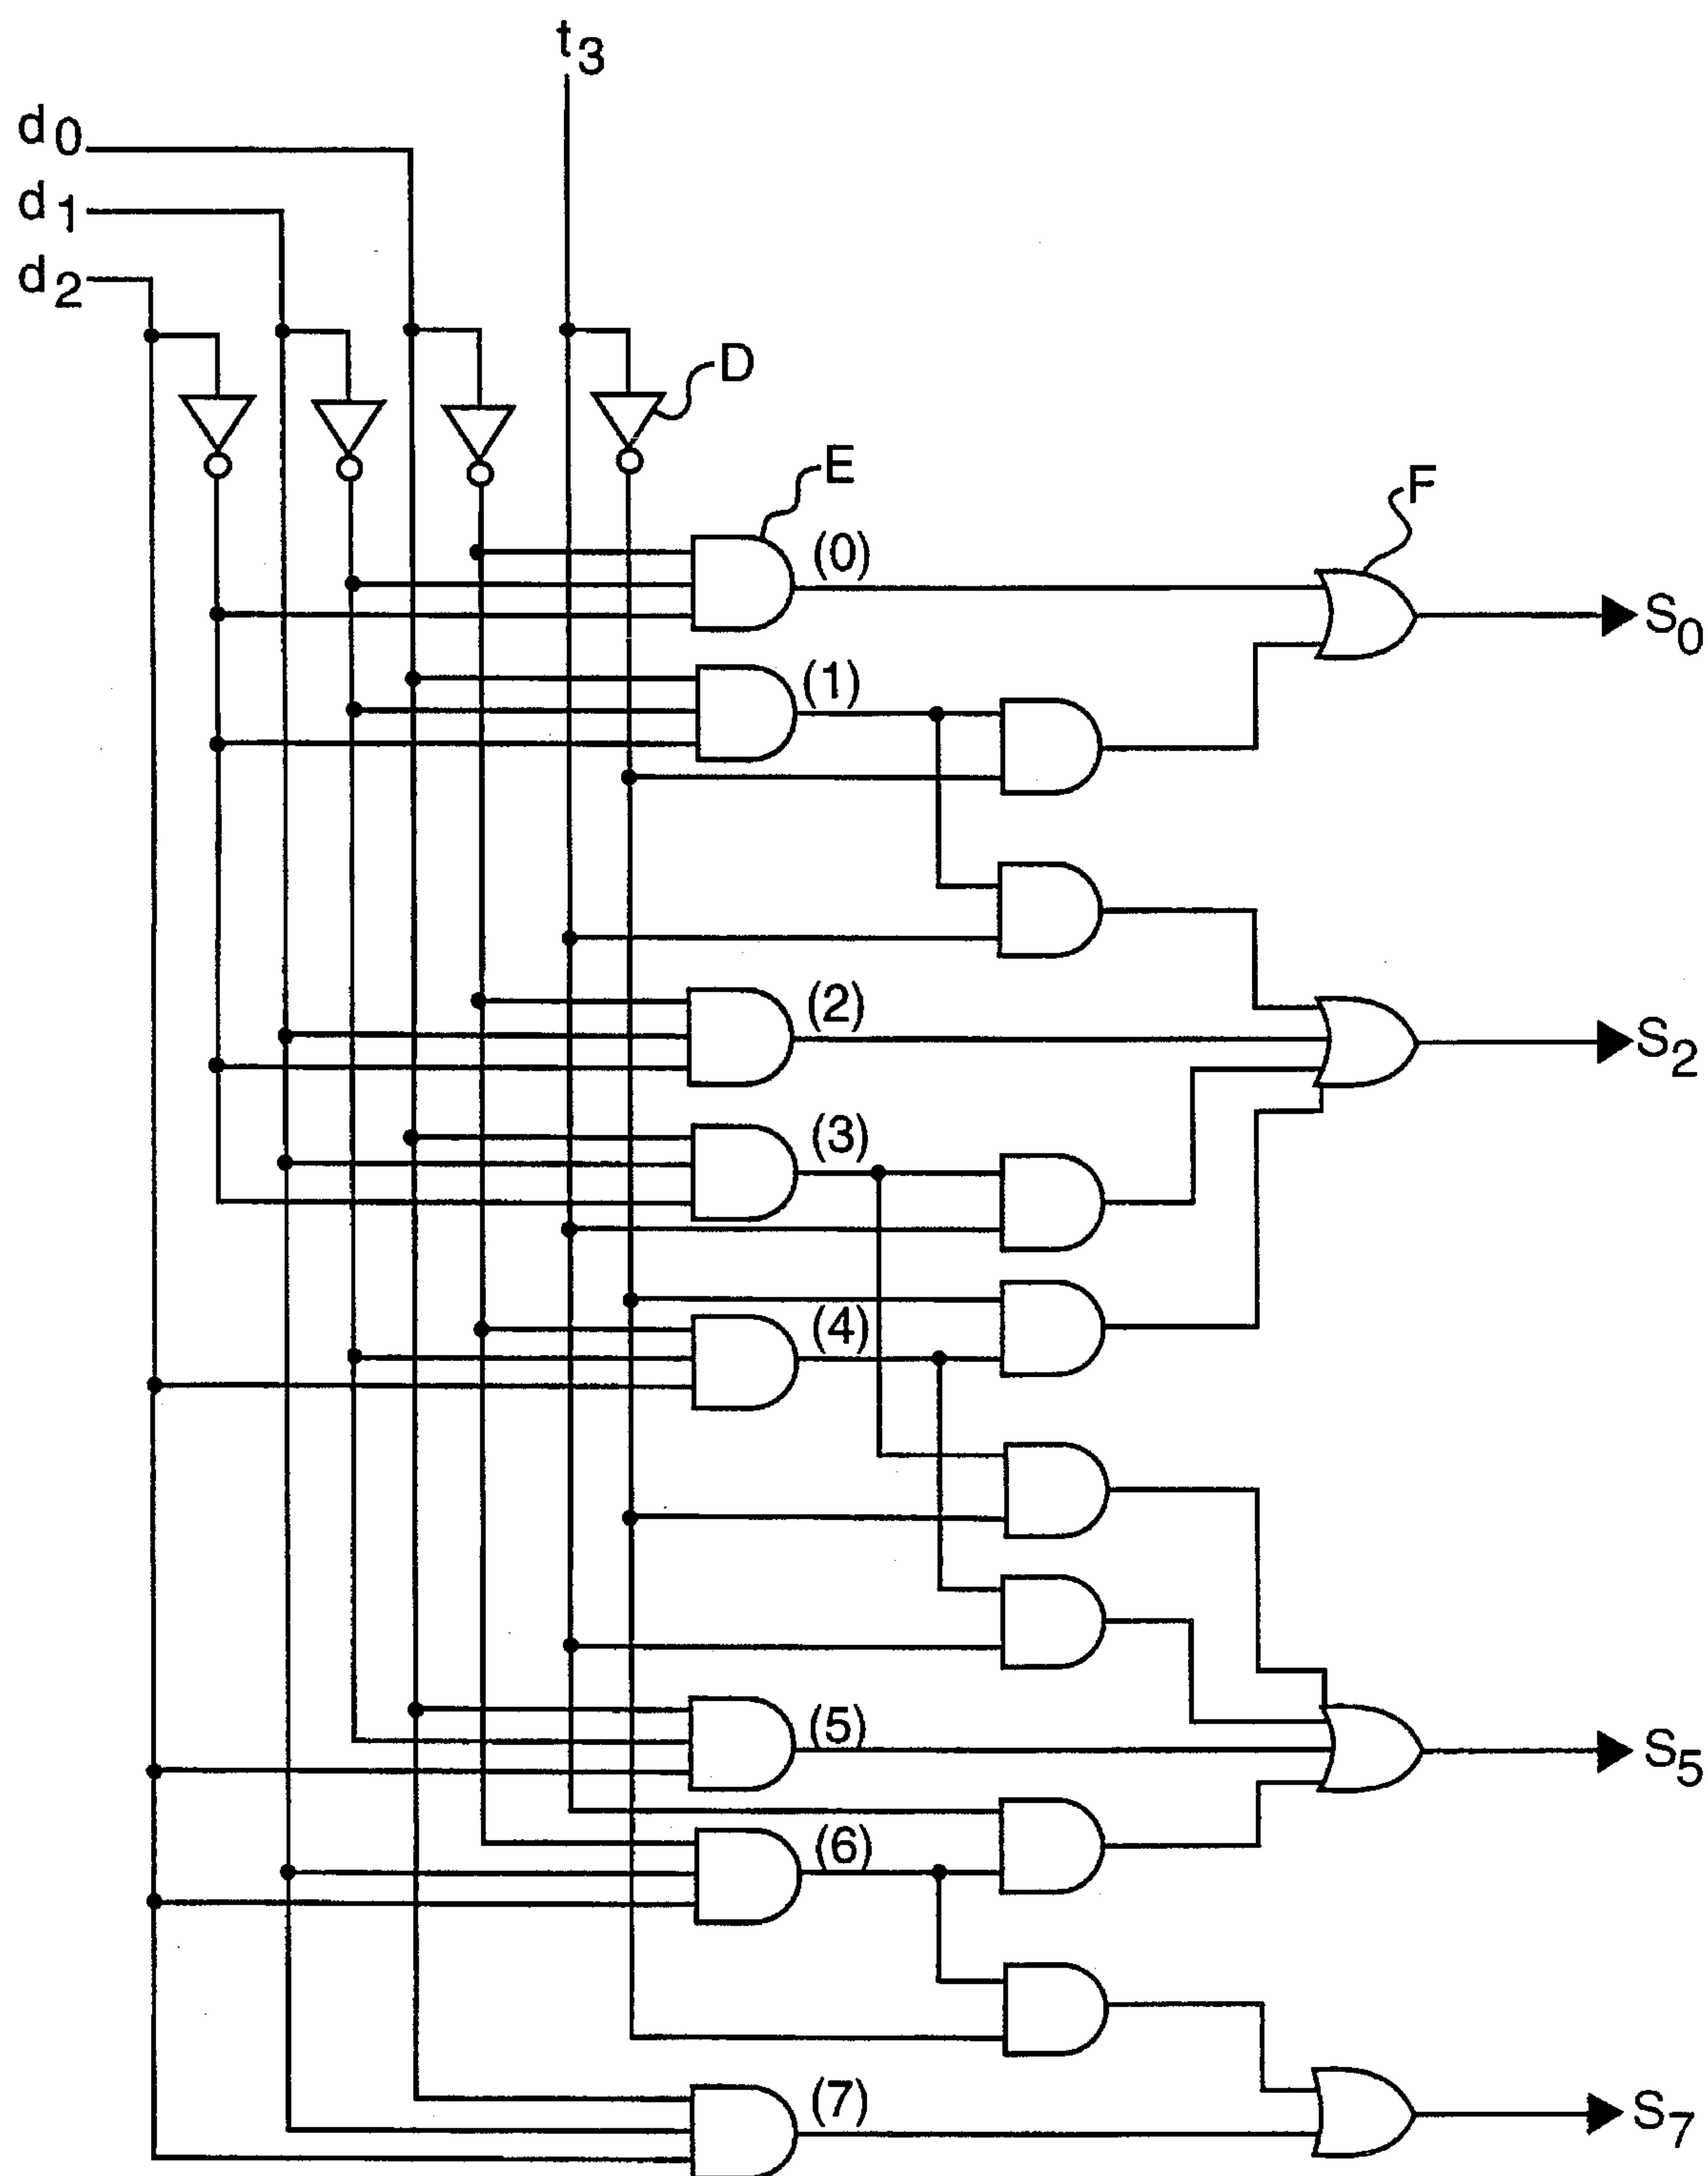 t3
d0
d1
d2
D
E
F
(0)
S0
(1)
(2)
S2
(3)
(4)
(5)
S5
(6)
(7)
S7